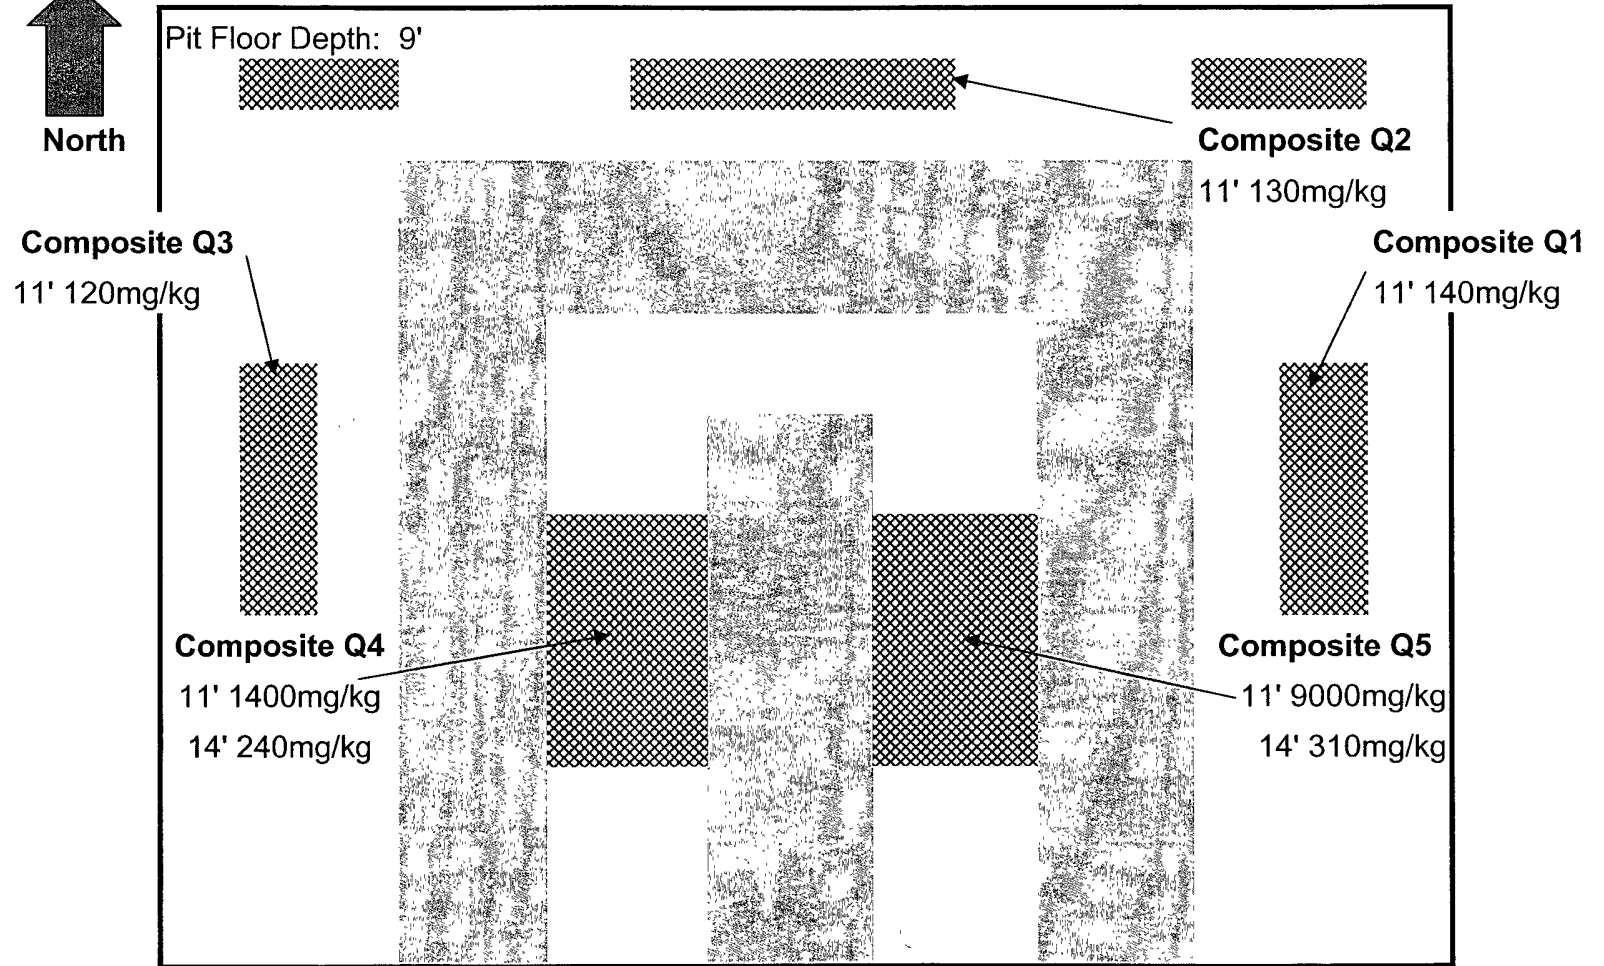 Pit Floor Depth: 9'
North
Composite Q2
11' 130mg/kg
Composite Q3
11' 120mg/kg
Composite Q1
11' 140mg/kg
Composite Q4
11' 1400mg/kg
14' 240mg/kg
Composite Q5
11' 9000mg/kg
14' 310mg/kg